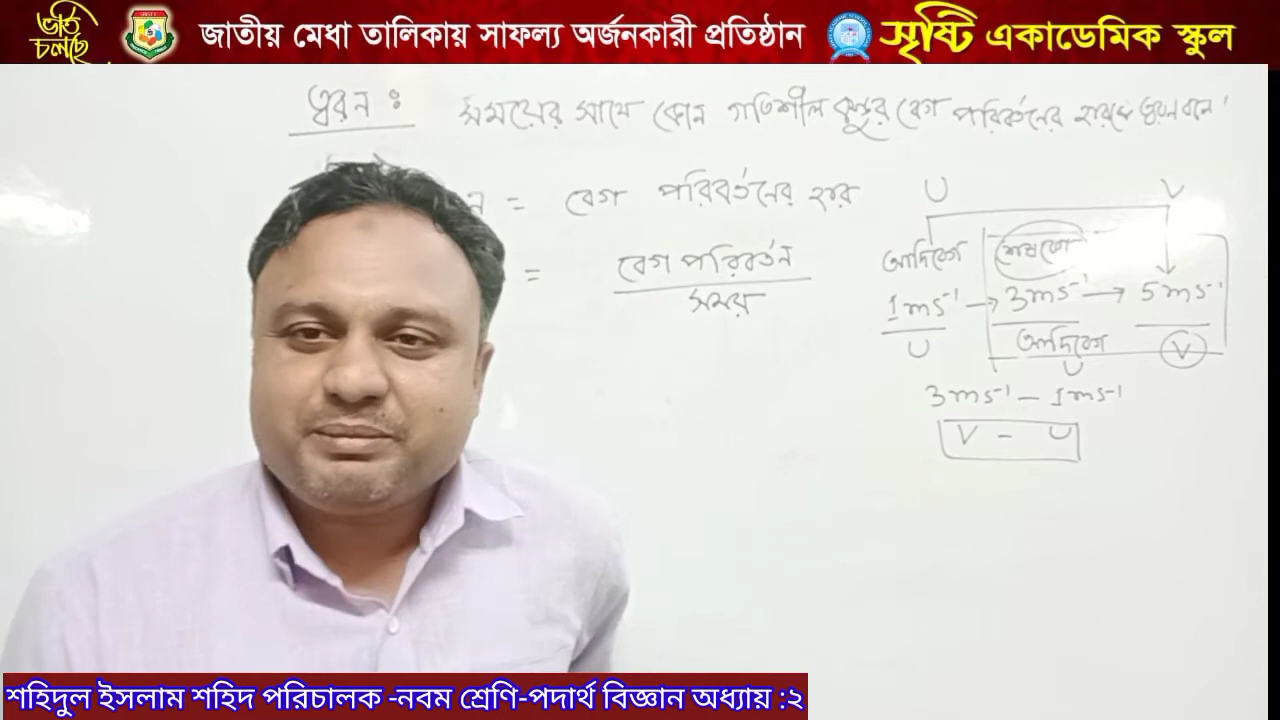 ভর্তি চলছে
জাতীয় মেধা তালিকায় সাফল্য অর্জনকারী প্রতিষ্ঠান
সৃষ্টি একাডেমিক স্কুল
ত্বরন : সময়ের সাথে কোন গতিশীল বস্তুর বেগ পরিবর্তনের হারকে ত্বরন বলে।
ন = বেগ পরিবর্তনের হার
= বেগ পরিবর্তন
সময়
U V
আদিবেগ শেষবেগ
1ms⁻¹ → 3ms⁻¹ → 5ms⁻¹
U আদিবেগ V
U
3ms⁻¹ - 1ms⁻¹
V - U
শহিদুল ইসলাম শহিদ পরিচালক -নবম শ্রেণি-পদার্থ বিজ্ঞান অধ্যায় :২